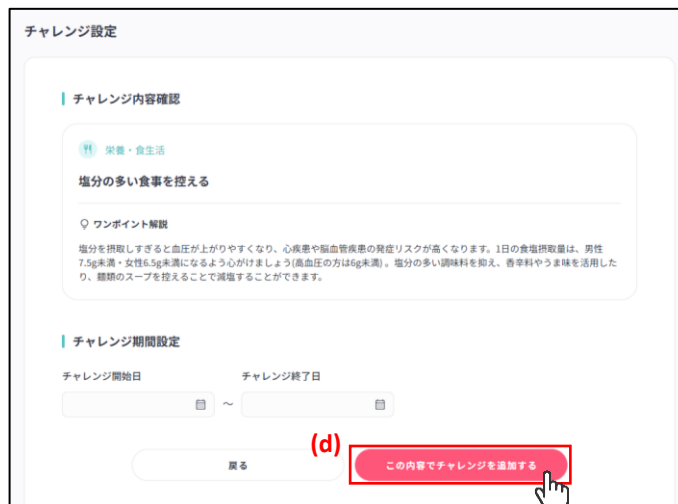 チャレンジ設定
チャレンジ内容確認
栄養・食生活
塩分の多い食事を控える
ワンポイント解説
塩分を摂取しすぎると血圧が上がりやすくなり、心疾患や脳血管疾患の発症リスクが高くなります。1日の食塩摂取量は、男性
7.5g未満・女性6.5g未満になるよう心がけましょう(高血圧の方は6g未満)。塩分の多い調味料を抑え、香辛料やうま味を活用した
り、麺類のスープを控えることで減塩することができます。
チャレンジ期間設定
チャレンジ開始日 チャレンジ終了日
～
(d)
戻る この内容でチャレンジを追加する